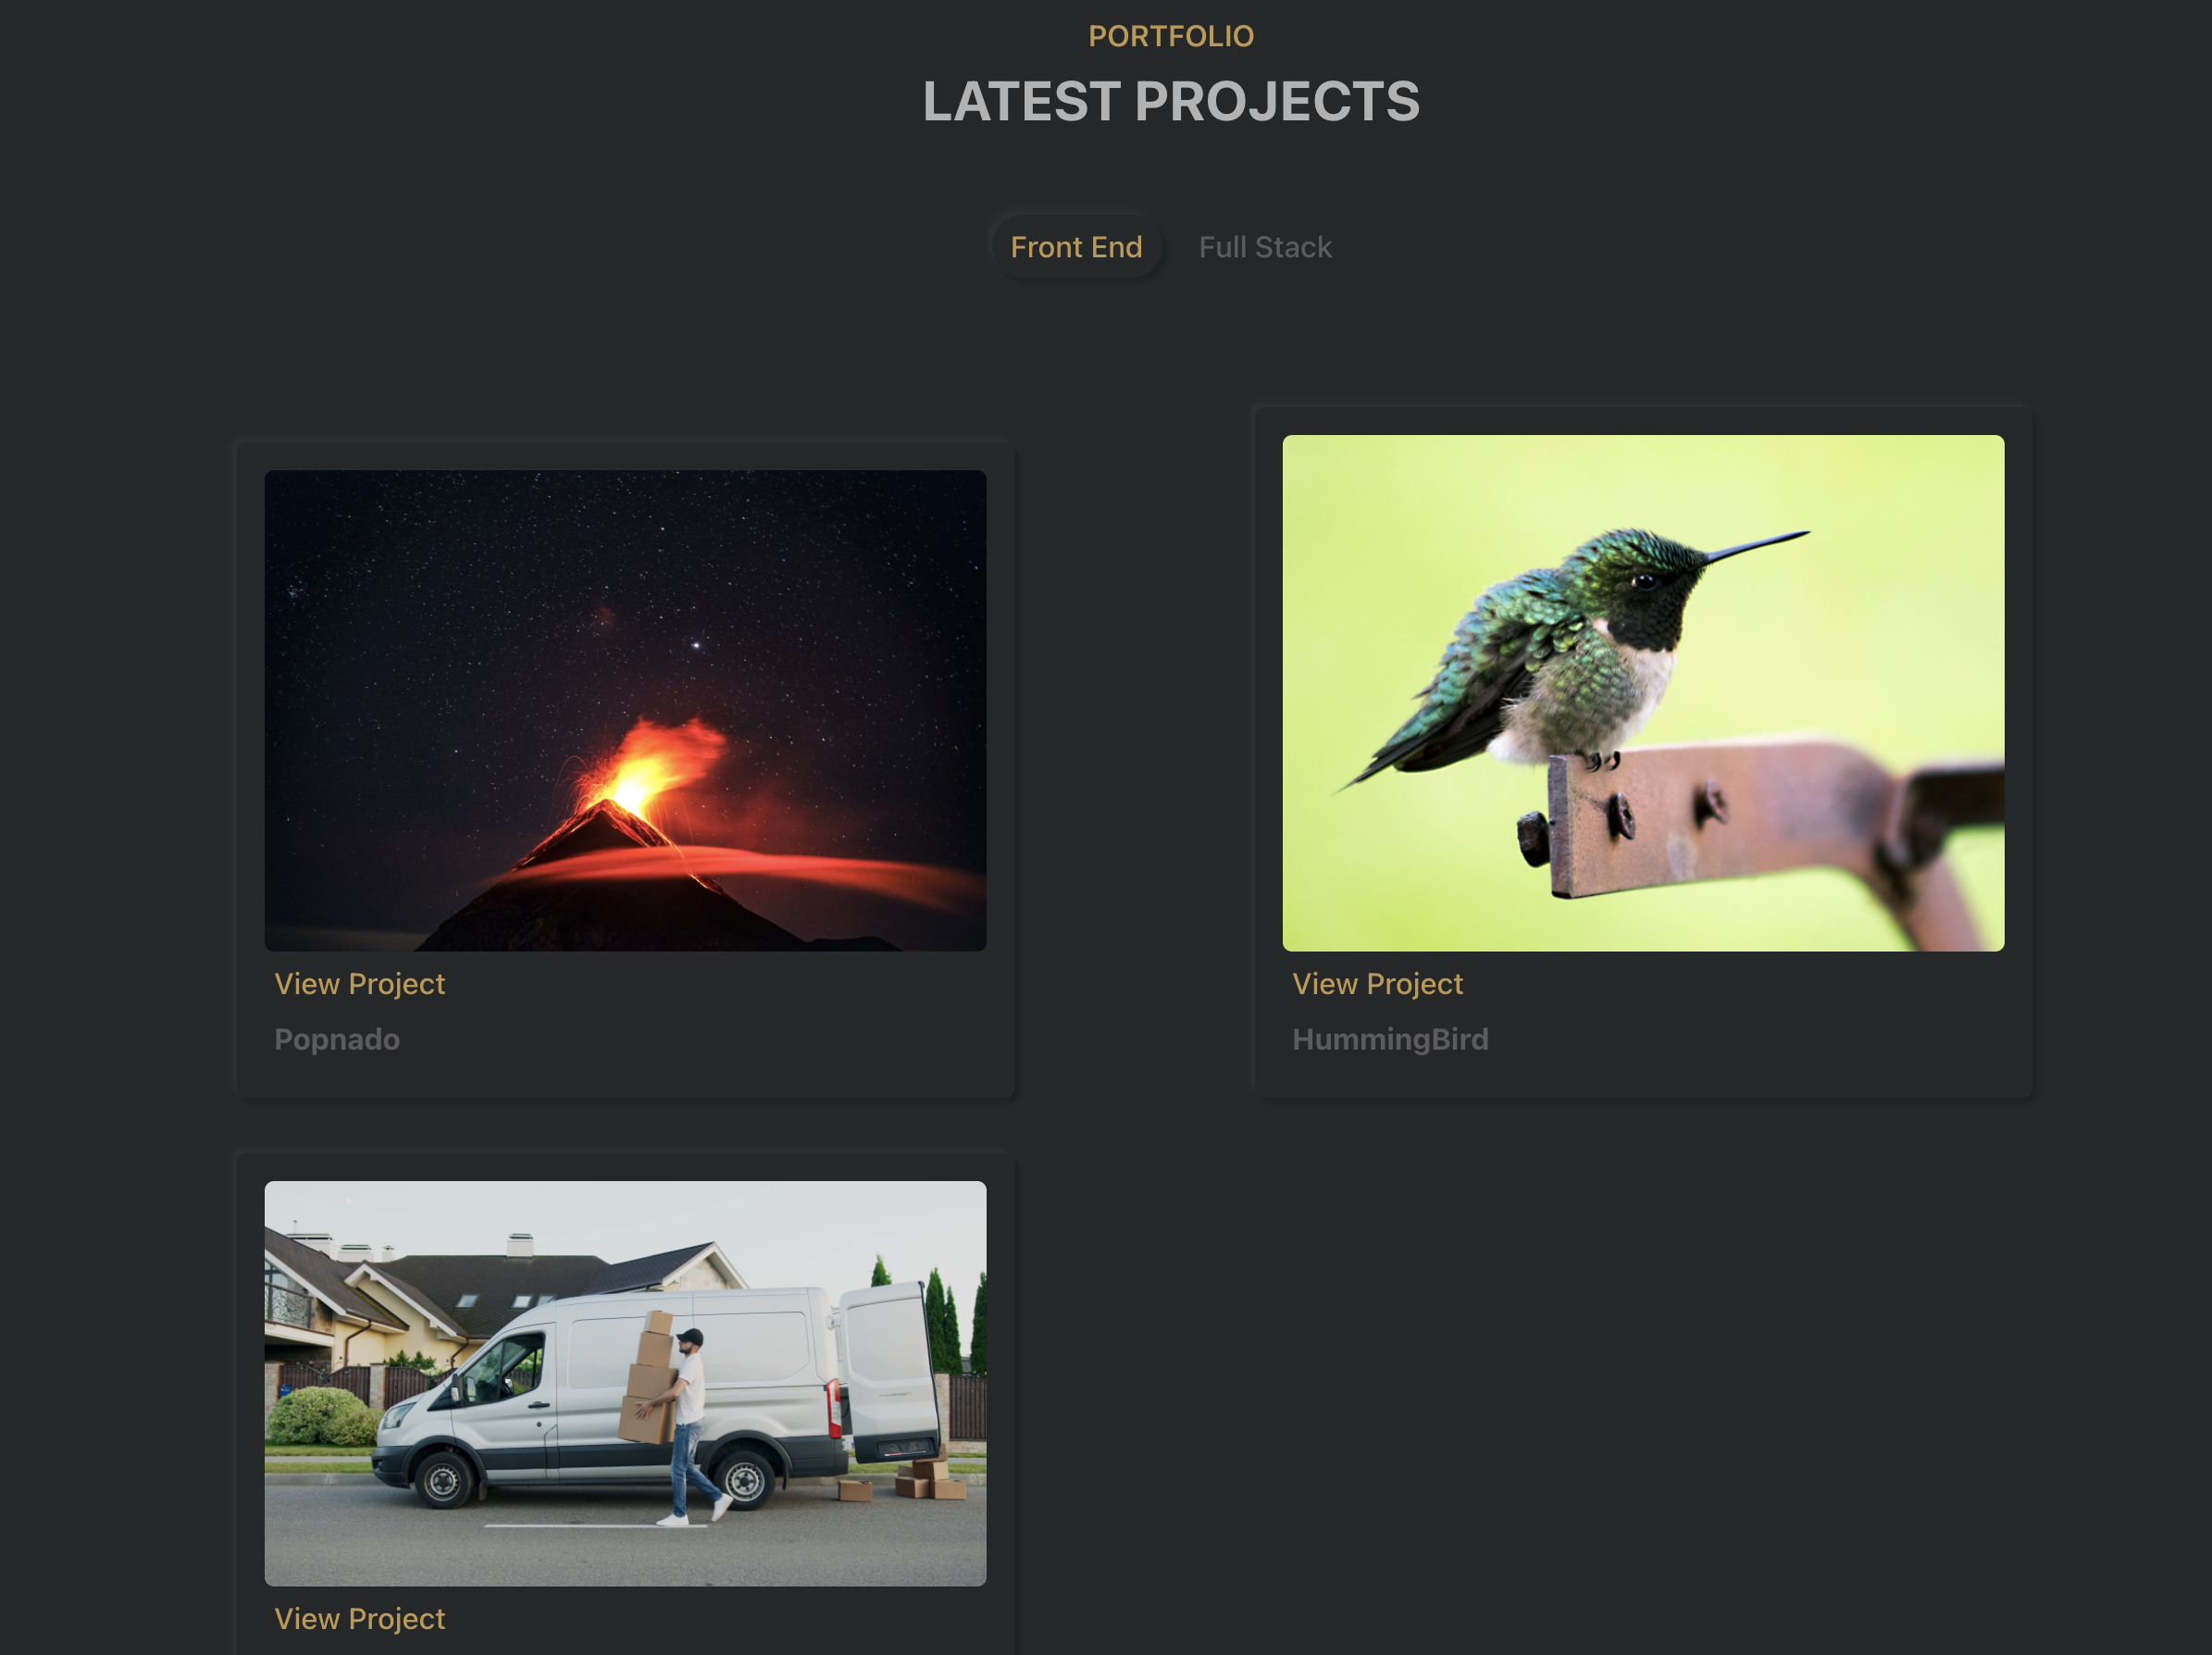 PORTFOLIO
LATEST PROJECTS
Front End
Full Stack
View Project
Popnado
View Project
HummingBird
View Project